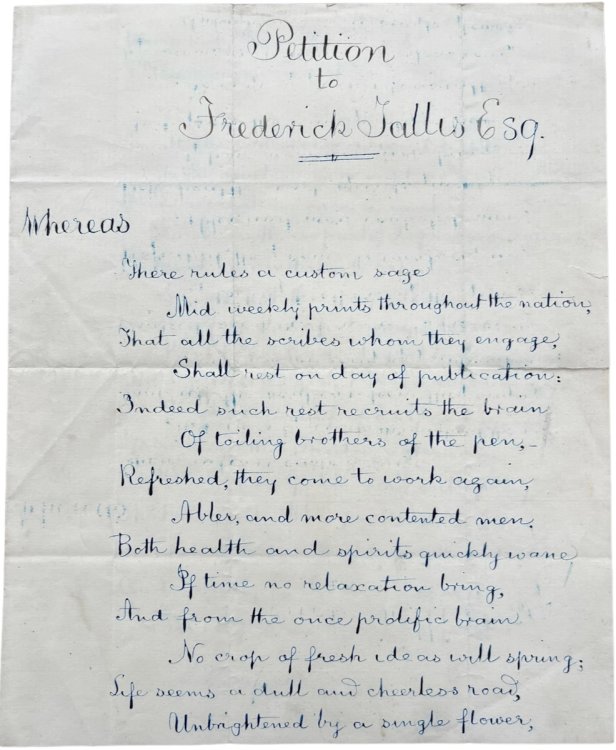 Petition
to
Frederick Tallis Esq.
Whereas
There rules a custom sage
Mid weekly prints throughout the nation,
That all the scribes whom they engage,
Shall rest on day of publication:
Indeed such rest recruits the brain
Of toiling brothers of the pen,—
Refreshed, they come to work again,
Abler, and more contented men.
Both health and spirits quickly wane,
If time no relaxation bring,
And from the once prolific brain
No crop of fresh ideas will spring;
Life seems a dull and cheerless road,
Unbrightened by a single flower;